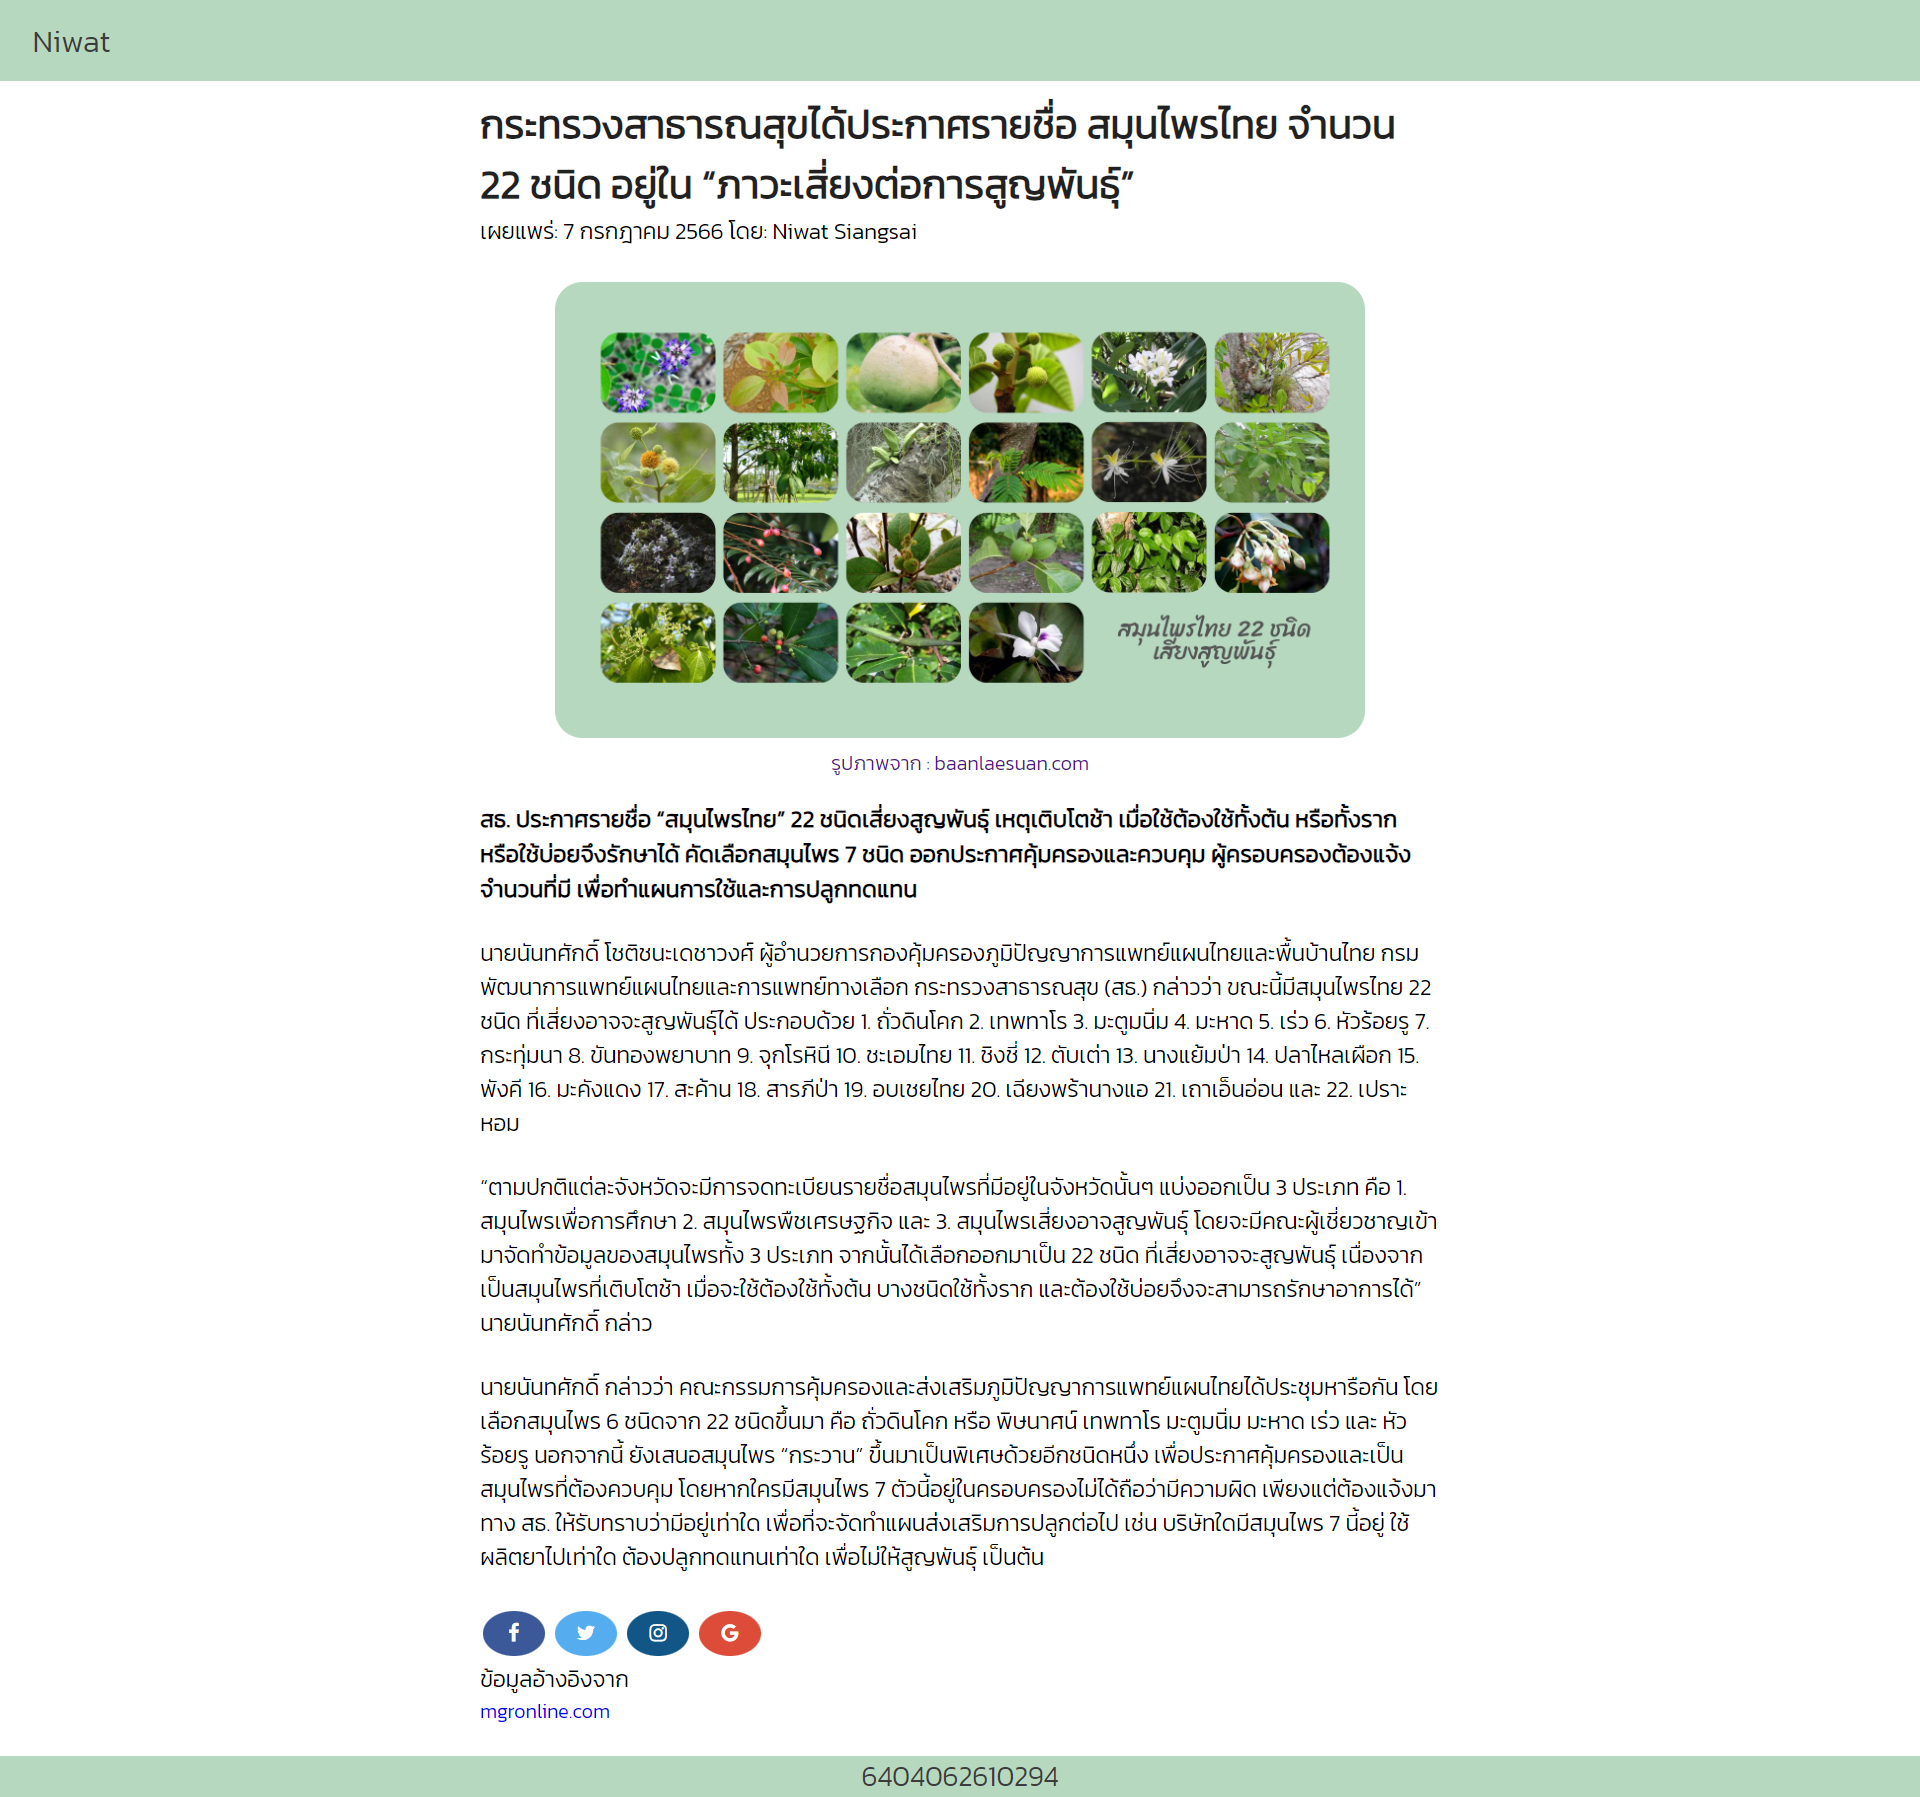 Niwat
กระทรวงสาธารณสุขได้ประกาศรายชื่อ สมุนไพรไทย จำนวน
22 ชนิด อยู่ใน “ภาวะเสี่ยงต่อการสูญพันธุ์”
เผยแพร่: 7 กรกฎาคม 2566 โดย: Niwat Siangsai
สมุนไพรไทย 22 ชนิด
เสี่ยงสูญพันธุ์
รูปภาพจาก : baanlaesuan.com
สธ. ประกาศรายชื่อ “สมุนไพรไทย” 22 ชนิดเสี่ยงสูญพันธุ์ เหตุเติบโตช้า เมื่อใช้ต้องใช้ทั้งต้น หรือทั้งราก
หรือใช้บ่อยจึงรักษาได้ คัดเลือกสมุนไพร 7 ชนิด ออกประกาศคุ้มครองและควบคุม ผู้ครอบครองต้องแจ้ง
จำนวนที่มี เพื่อทำแผนการใช้และการปลูกทดแทน
นายนันทศักดิ์ โชติชนะเดชาวงศ์ ผู้อำนวยการกองคุ้มครองภูมิปัญญาการแพทย์แผนไทยและพื้นบ้านไทย กรม
พัฒนาการแพทย์แผนไทยและการแพทย์ทางเลือก กระทรวงสาธารณสุข (สธ.) กล่าวว่า ขณะนี้มีสมุนไพรไทย 22
ชนิด ที่เสี่ยงอาจจะสูญพันธุ์ได้ ประกอบด้วย 1. ถั่วดินโคก 2. เทพทาโร 3. มะตูมนิ่ม 4. มะหาด 5. เร่ว 6. หัวร้อยรู 7.
กระทุ่มนา 8. ขันทองพยาบาท 9. จุกโรหินี 10. ชะเอมไทย 11. ชิงชี่ 12. ตับเต่า 13. นางแย้มป่า 14. ปลาไหลเผือก 15.
พังคี 16. มะคังแดง 17. สะค้าน 18. สารภีป่า 19. อบเชยไทย 20. เฉียงพร้านางแอ 21. เถาเอ็นอ่อน และ 22. เปราะ
หอม
“ตามปกติแต่ละจังหวัดจะมีการจดทะเบียนรายชื่อสมุนไพรที่มีอยู่ในจังหวัดนั้นๆ แบ่งออกเป็น 3 ประเภท คือ 1.
สมุนไพรเพื่อการศึกษา 2. สมุนไพรพืชเศรษฐกิจ และ 3. สมุนไพรเสี่ยงอาจสูญพันธุ์ โดยจะมีคณะผู้เชี่ยวชาญเข้า
มาจัดทำข้อมูลของสมุนไพรทั้ง 3 ประเภท จากนั้นได้เลือกออกมาเป็น 22 ชนิด ที่เสี่ยงอาจจะสูญพันธุ์ เนื่องจาก
เป็นสมุนไพรที่เติบโตช้า เมื่อจะใช้ต้องใช้ทั้งต้น บางชนิดใช้ทั้งราก และต้องใช้บ่อยจึงจะสามารถรักษาอาการได้”
นายนันทศักดิ์ กล่าว
นายนันทศักดิ์ กล่าวว่า คณะกรรมการคุ้มครองและส่งเสริมภูมิปัญญาการแพทย์แผนไทยได้ประชุมหารือกัน โดย
เลือกสมุนไพร 6 ชนิดจาก 22 ชนิดขึ้นมา คือ ถั่วดินโคก หรือ พิษนาศน์ เทพทาโร มะตูมนิ่ม มะหาด เร่ว และ หัว
ร้อยรู นอกจากนี้ ยังเสนอสมุนไพร “กระวาน” ขึ้นมาเป็นพิเศษด้วยอีกชนิดหนึ่ง เพื่อประกาศคุ้มครองและเป็น
สมุนไพรที่ต้องควบคุม โดยหากใครมีสมุนไพร 7 ตัวนี้อยู่ในครอบครองไม่ได้ถือว่ามีความผิด เพียงแต่ต้องแจ้งมา
ทาง สธ. ให้รับทราบว่ามีอยู่เท่าใด เพื่อที่จะจัดทำแผนส่งเสริมการปลูกต่อไป เช่น บริษัทใดมีสมุนไพร 7 นี้อยู่ ใช้
ผลิตยาไปเท่าใด ต้องปลูกทดแทนเท่าใด เพื่อไม่ให้สูญพันธุ์ เป็นต้น
ข้อมูลอ้างอิงจาก
mgronline.com
6404062610294